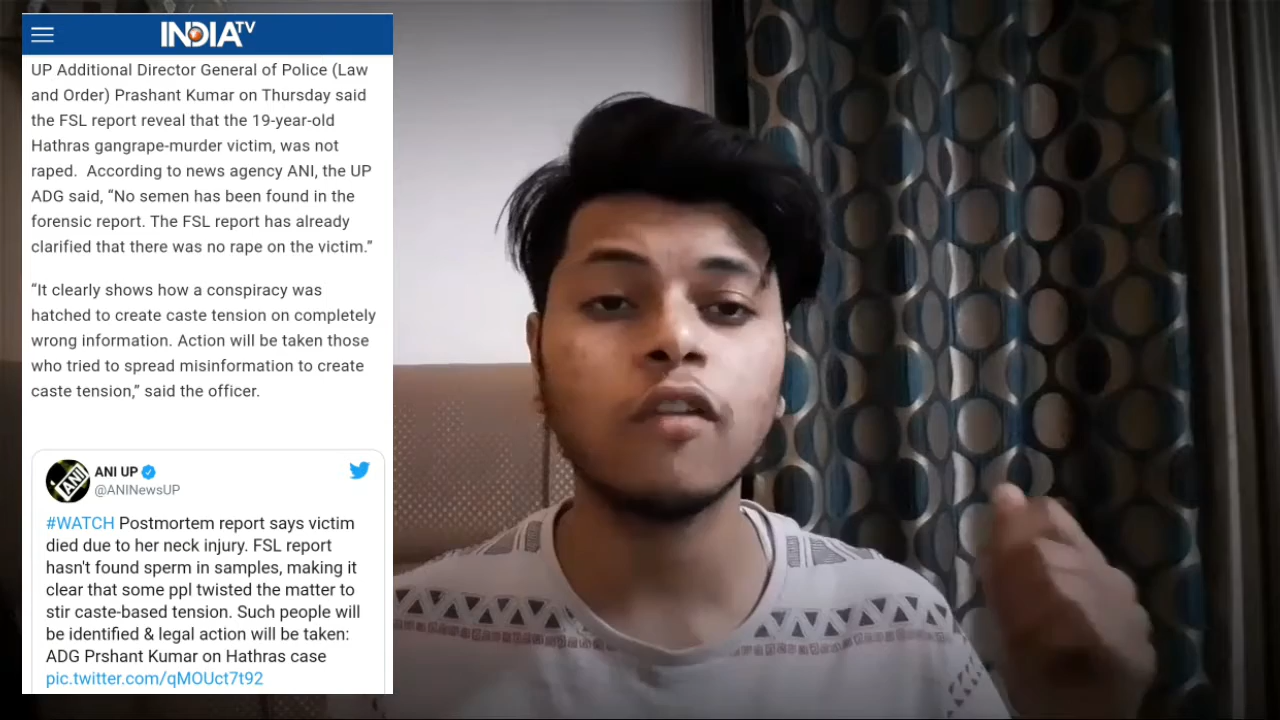 INDIA TV
UP Additional Director General of Police (Law
and Order) Prashant Kumar on Thursday said
the FSL report reveal that the 19-year-old
Hathras gangrape-murder victim, was not
raped. According to news agency ANI, the UP
ADG said, “No semen has been found in the
forensic report. The FSL report has already
clarified that there was no rape on the victim.”
“It clearly shows how a conspiracy was
hatched to create caste tension on completely
wrong information. Action will be taken those
who tried to spread misinformation to create
caste tension,” said the officer.
ANI
ANI UP
@ANINewsUP
#WATCH Postmortem report says victim
died due to her neck injury. FSL report
hasn't found sperm in samples, making it
clear that some ppl twisted the matter to
stir caste-based tension. Such people will
be identified & legal action will be taken:
ADG Prshant Kumar on Hathras case
pic.twitter.com/qMOUct7t92